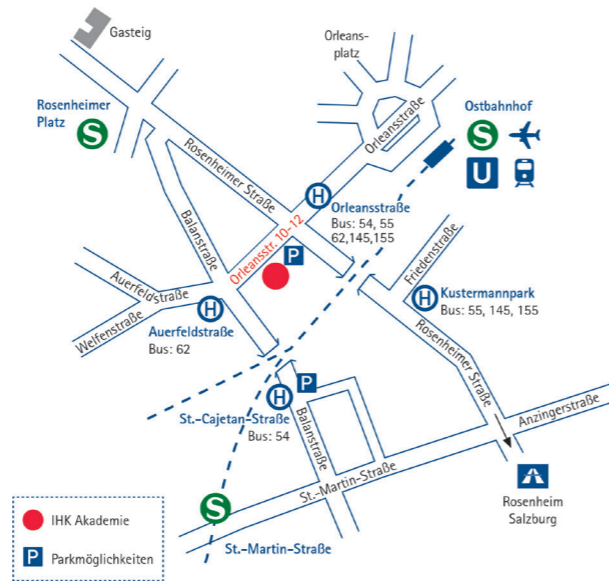 Gasteig
Orleans-
platz
Rosenheimer
Platz
S
Ostbahnhof
S
U
Orleansstraße
Rosenheimer Straße
H
Orleansstraße
Bus: 54, 55
62,145,155
Balanstraße
Orleansstr. 10-12
P
Friedenstraße
Auerfeldstraße
Welfenstraße
H
Auerfeldstraße
Bus: 62
H
Kustermannpark
Bus: 55, 145, 155
Rosenheimer Straße
P
H
St.-Cajetan-Straße
Bus: 54
Balanstraße
Anzingerstraße
St.-Martin-Straße
Rosenheim
Salzburg
S
St.-Martin-Straße
IHK Akademie
P
Parkmöglichkeiten